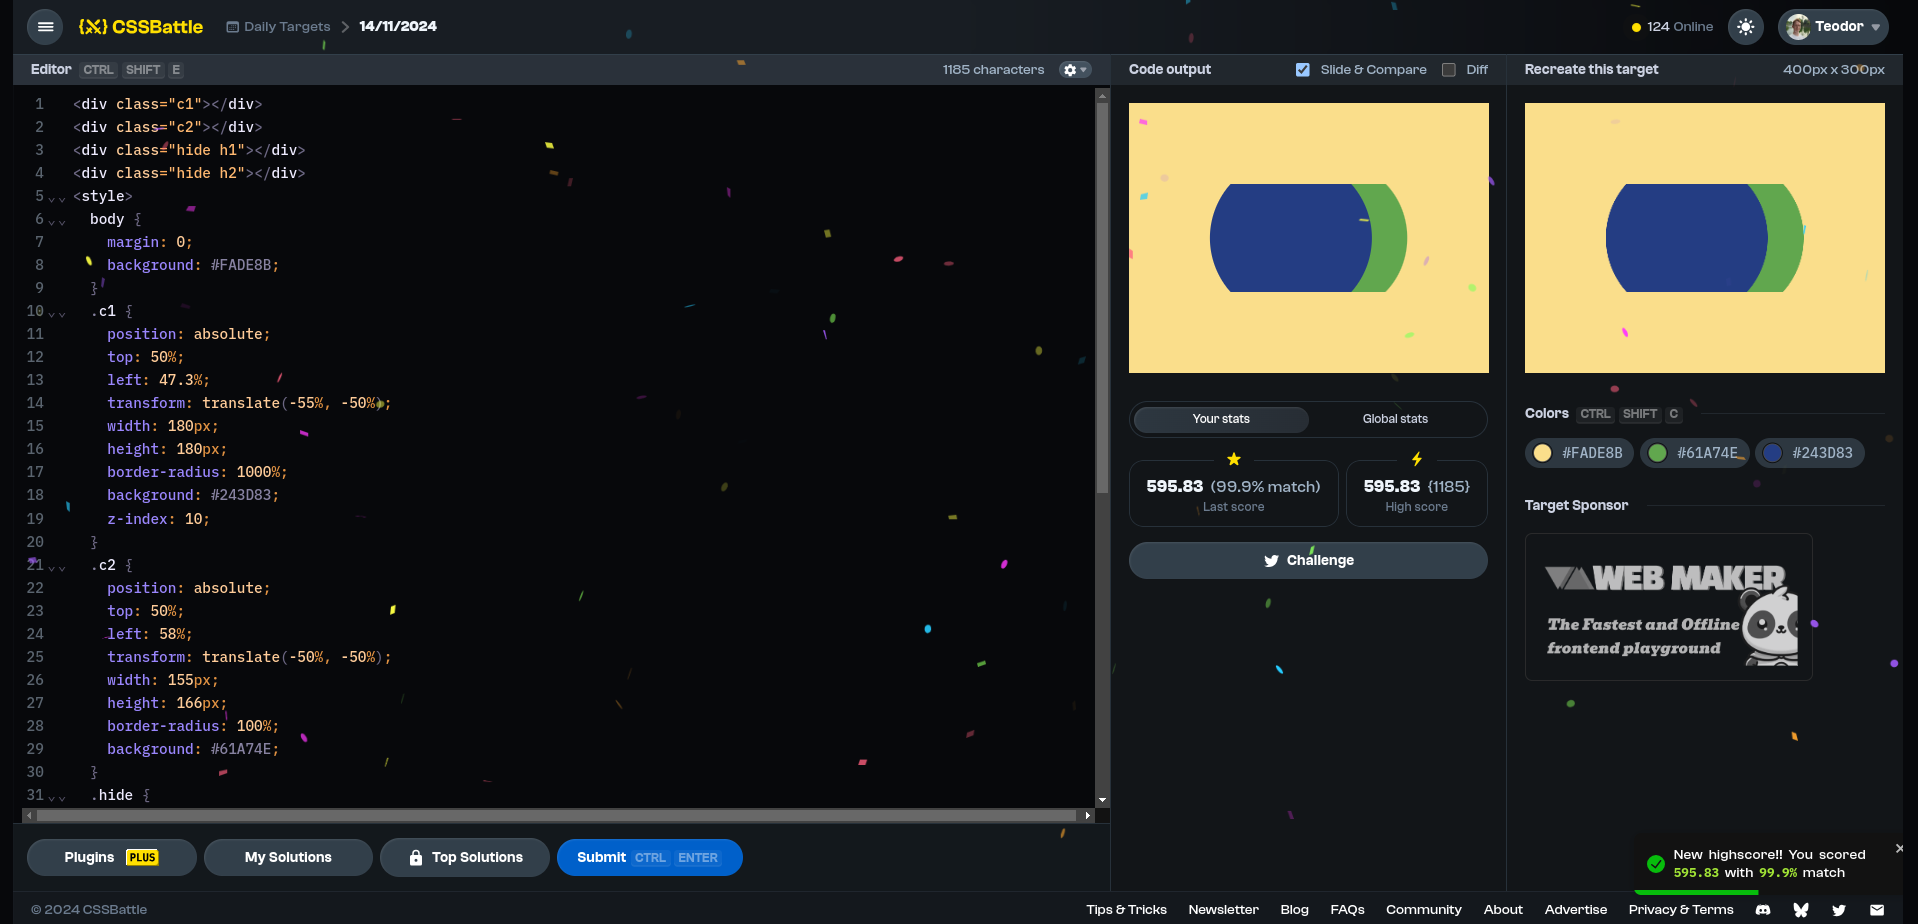 CSSBattle
Daily Targets
14/11/2024
124 Online
Teodor
Editor CTRL SHIFT E
1185 characters
Code output
Slide & Compare
Diff
Recreate this target
400px x 300px
1 <div class="c1"></div>
2 <div class="c2"></div>
3 <div class="hide h1"></div>
4 <div class="hide h2"></div>
5 <style>
6 body {
7 margin: 0;
8 background: #FADE8B;
9 }
10 .c1 {
11 position: absolute;
12 top: 50%;
13 left: 47.3%;
14 transform: translate(-55%, -50%);
15 width: 180px;
16 height: 180px;
17 border-radius: 1000%;
18 background: #243D83;
19 z-index: 10;
20 }
21 .c2 {
22 position: absolute;
23 top: 50%;
24 left: 58%;
25 transform: translate(-50%, -50%);
26 width: 155px;
27 height: 166px;
28 border-radius: 100%;
29 background: #61A74E;
30 }
31 .hide {
Your stats
Global stats
595.83 (99.9% match)
Last score
595.83 {1185}
High score
Challenge
Colors CTRL SHIFT C
#FADE8B
#61A74E
#243D83
Target Sponsor
WEB MAKER
The Fastest and Offline
frontend playground
Plugins PLUS
My Solutions
Top Solutions
Submit CTRL ENTER
New highscore!! You scored
595.83 with 99.9% match
© 2024 CSSBattle
Tips & Tricks
Newsletter
Blog
FAQs
Community
About
Advertise
Privacy & Terms